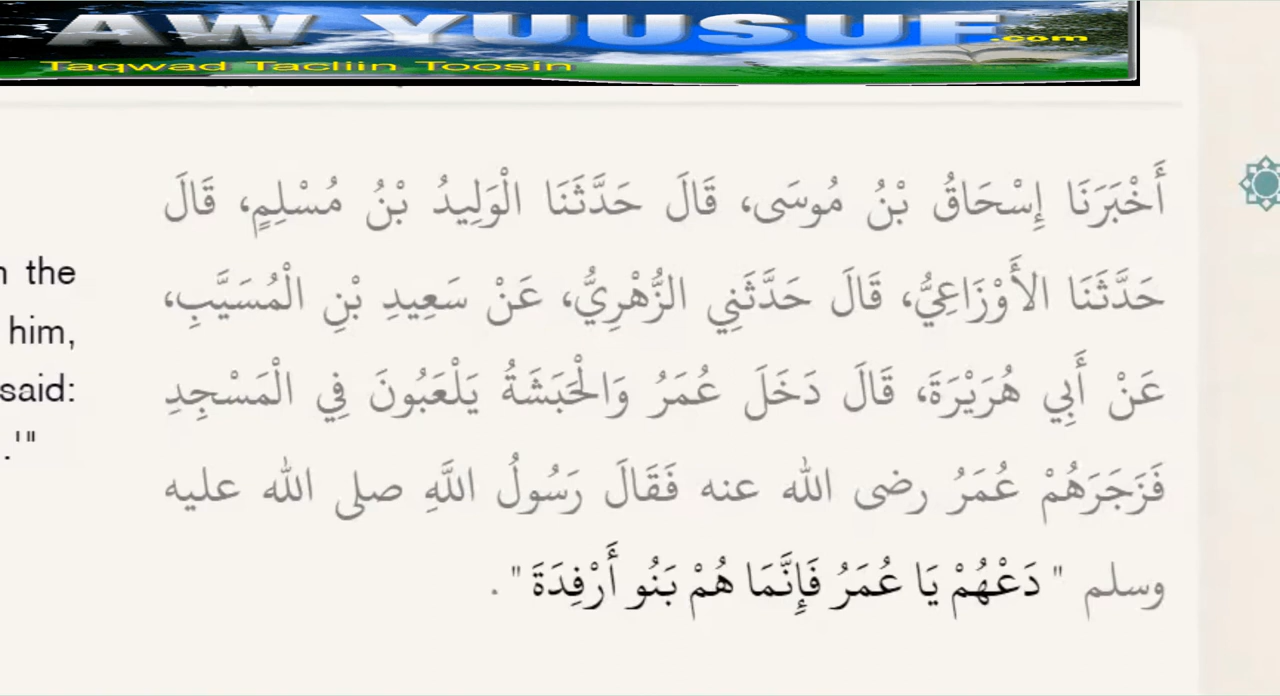 AW YUUSUF.com
Taqwad Tacliin Toosin
أَخْبَرَنَا إِسْحَاقُ بْنُ مُوسَى، قَالَ حَدَّثَنَا الْوَلِيدُ بْنُ مُسْلِمٍ، قَالَ
حَدَّثَنَا الأَوْزَاعِيُّ، قَالَ حَدَّثَنِي الزُّهْرِيُّ، عَنْ سَعِيدِ بْنِ الْمُسَيَّبِ،
عَنْ أَبِي هُرَيْرَةَ، قَالَ دَخَلَ عُمَرُ وَالْحَبَشَةُ يَلْعَبُونَ فِي الْمَسْجِدِ
فَزَجَرَهُمْ عُمَرُ رضى الله عنه فَقَالَ رَسُولُ اللَّهِ صلى الله عليه
وسلم " دَعْهُمْ يَا عُمَرُ فَإِنَّمَا هُمْ بَنُو أَرْفِدَةَ " .
the
him,
said:
.'"